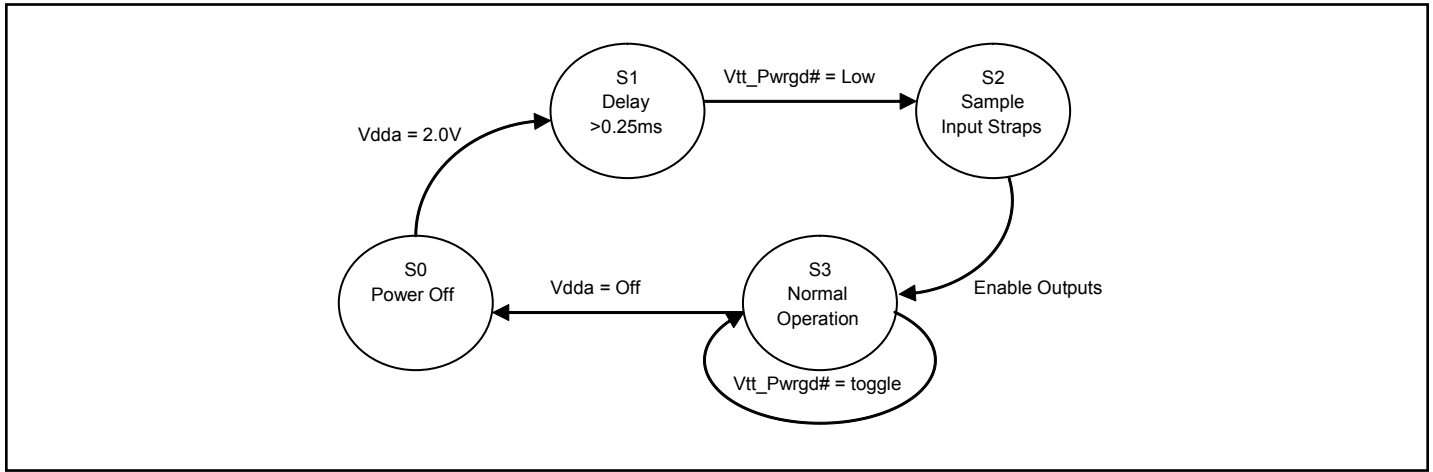 S1
Delay
>0.25ms
Vtt_Pwrgd# = Low
S2
Sample
Input Straps
Vdda = 2.0V
S0
Power Off
Vdda = Off
S3
Normal
Operation
Enable Outputs
Vtt_Pwrgd# = toggle